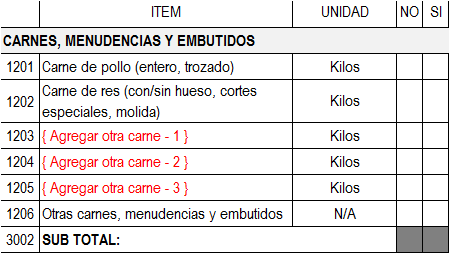 ITEM UNIDAD NO SI
CARNES, MENUDENCIAS Y EMBUTIDOS
1201 Carne de pollo (entero, trozado) Kilos
1202 Carne de res (con/sin hueso, cortes
especiales, molida) Kilos
1203 { Agregar otra carne - 1 } Kilos
1204 { Agregar otra carne - 2 } Kilos
1205 { Agregar otra carne - 3 } Kilos
1206 Otras carnes, menudencias y embutidos N/A
3002 SUB TOTAL: